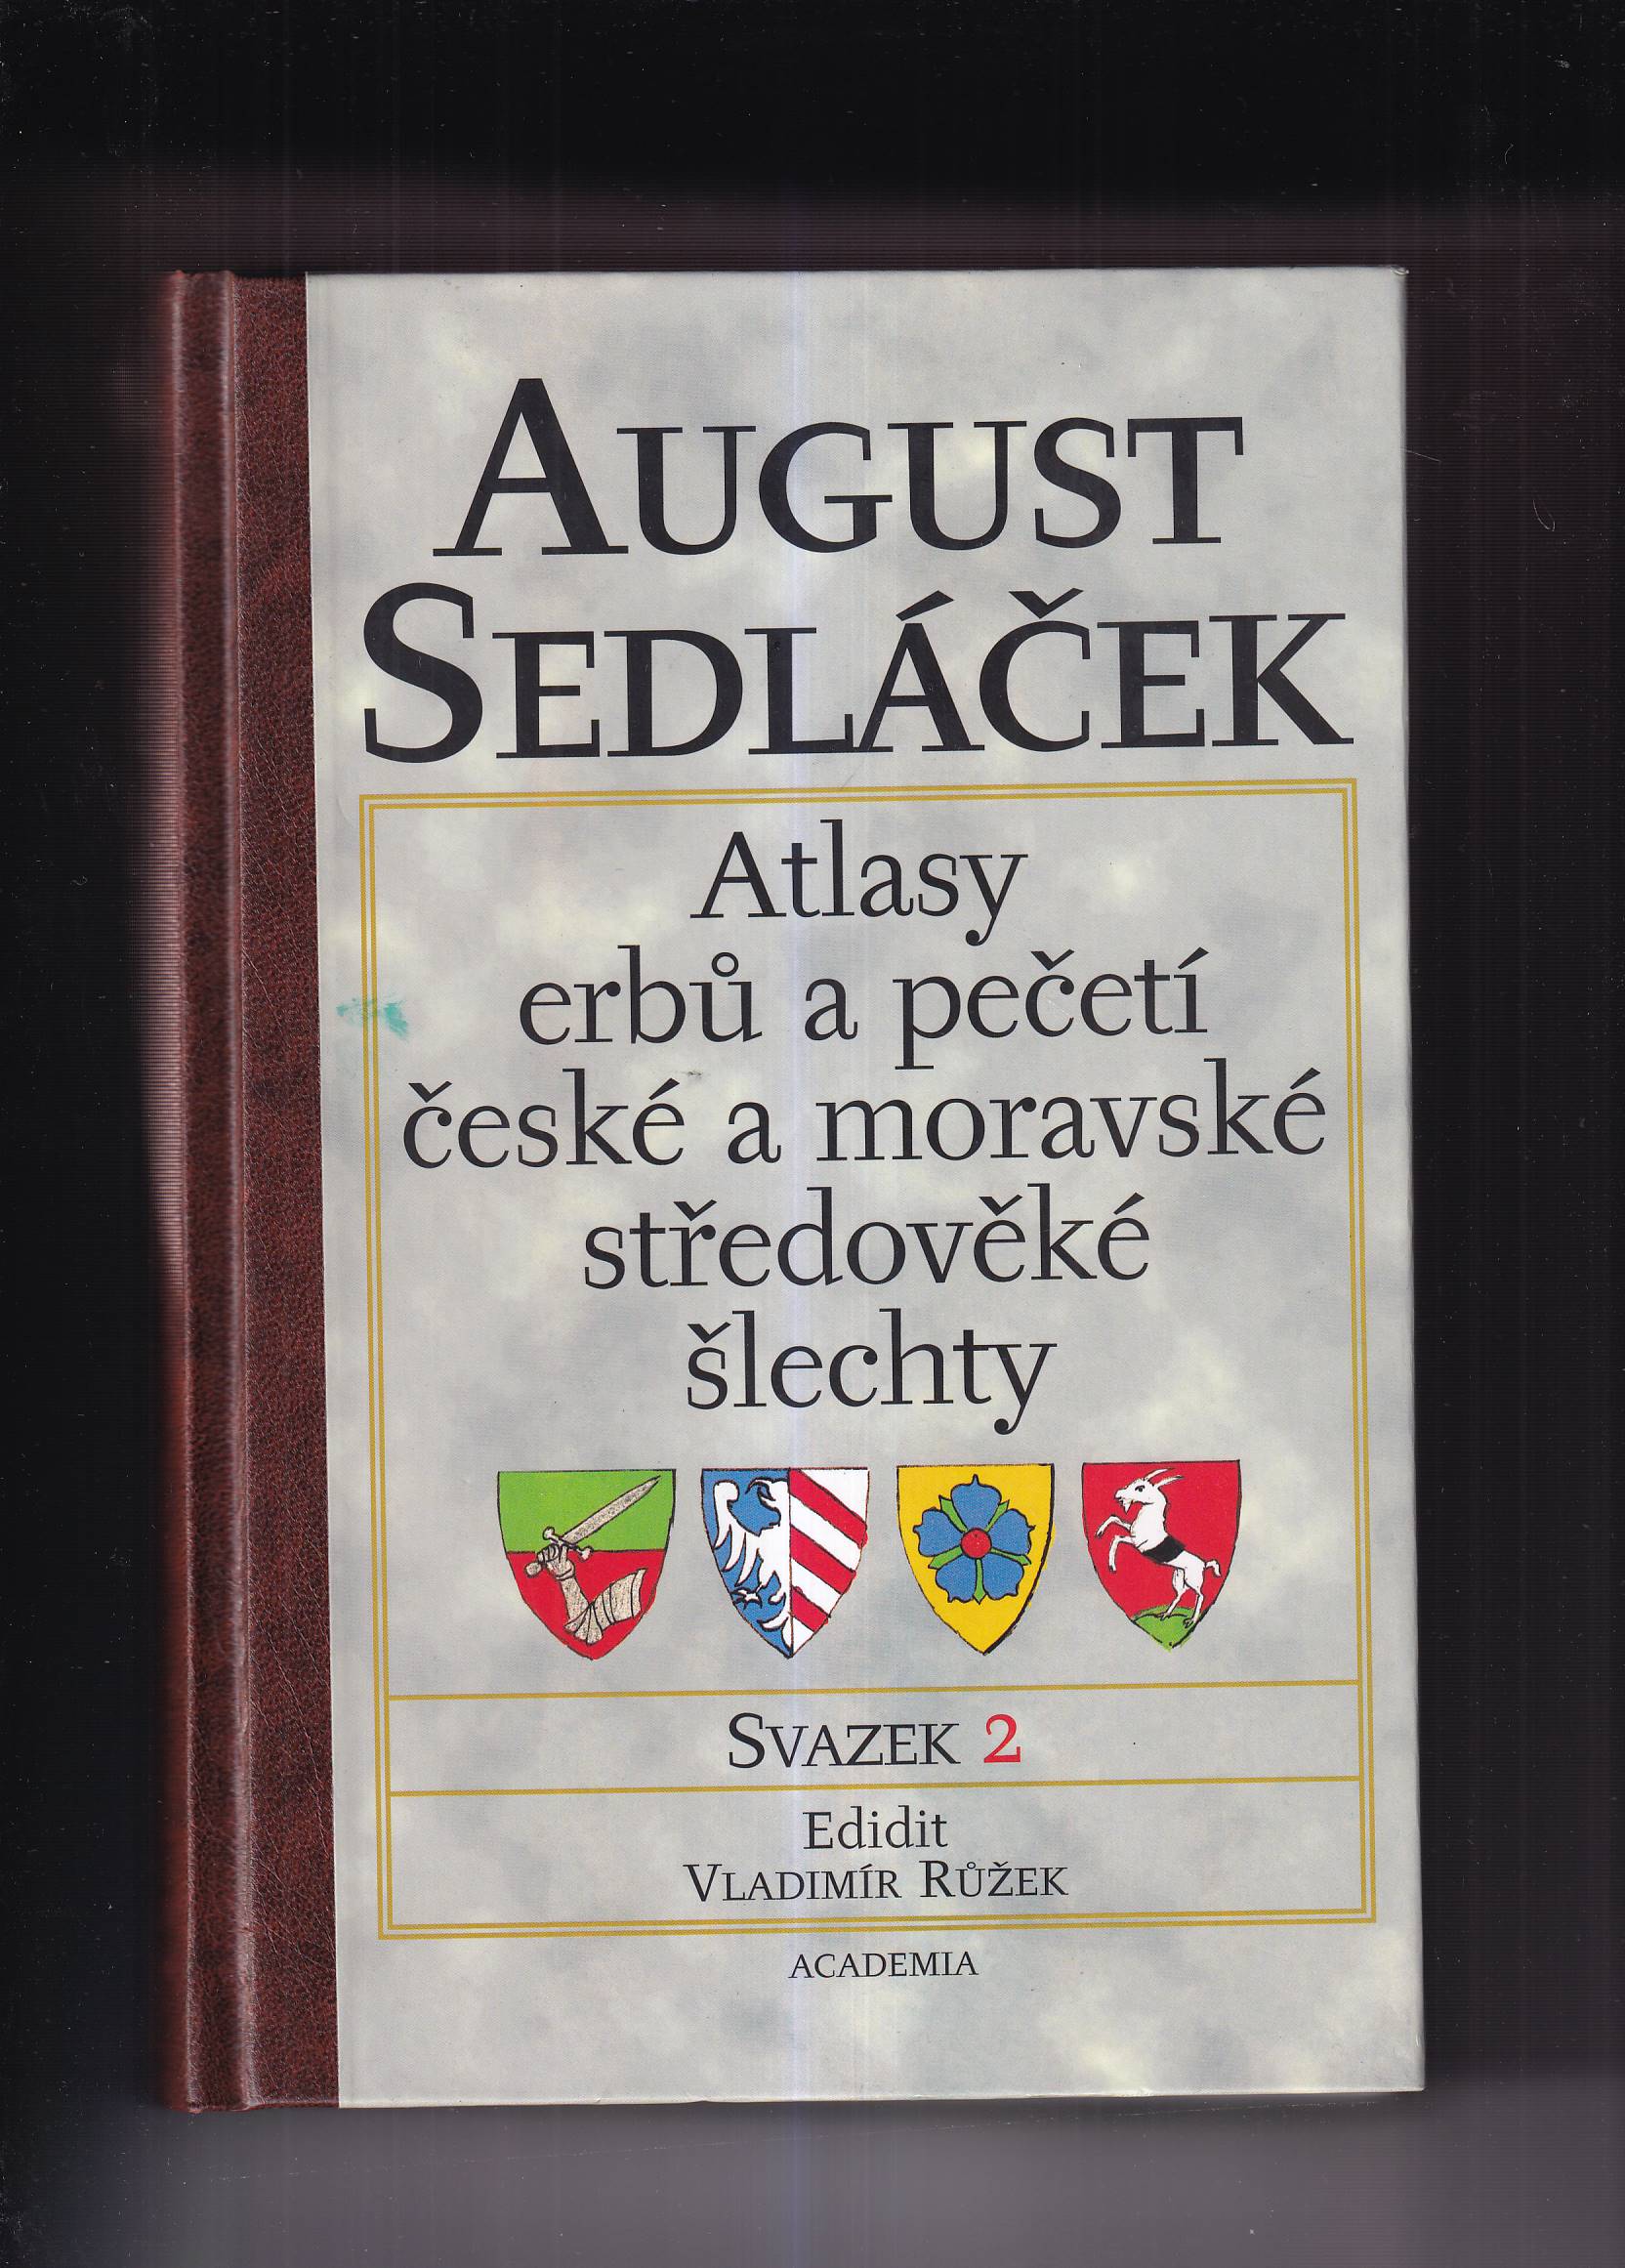 AUGUST
SEDLÁČEK
Atlasy
erbů a pečetí
české a moravské
středověké
šlechty
SVAZEK 2
Edidit
VLADIMÍR RŮŽEK
ACADEMIA